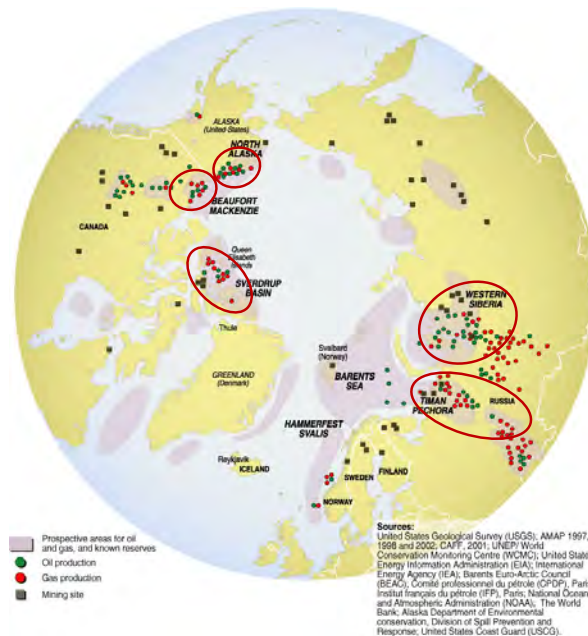 ALASKA
(United States)
NORTH
ALASKA
BEAUFORT
MACKENZIE
CANADA
Queen
Elisabeth
Islands
SVERDRUP
BASIN
WESTERN
SIBERIA
Thule
Svalbard
(Norway)
BARENTS
SEA
GREENLAND
(Denmark)
TIMAN
PECHORA
RUSSIA
HAMMERFEST
SVALIS
Reykjavik
ICELAND
SWEDEN
FINLAND
NORWAY
Prospective areas for oil
and gas, and known reserves
Oil production
Gas production
Mining site
Sources:
United States Geological Survey (USGS), AMAP 1997,
1998 and 2002; CAFF, 2001; UNEP/ World
Conservation Monitoring Centre (WCMC); United State
Energy Information Administration (EIA); International
Energy Agency (IEA); Barents Euro-Arctic Council
(BEAC); Comité professionnel du pétrole (CPDP), Paris
Institut français du pétrole (IFP), Paris; National Ocean
and Atmospheric Administration (NOAA); The World
Bank; Alaska Department of Environmental
conservation, Division of Spill Prevention and
Response; United States Coast Guard (USCG).